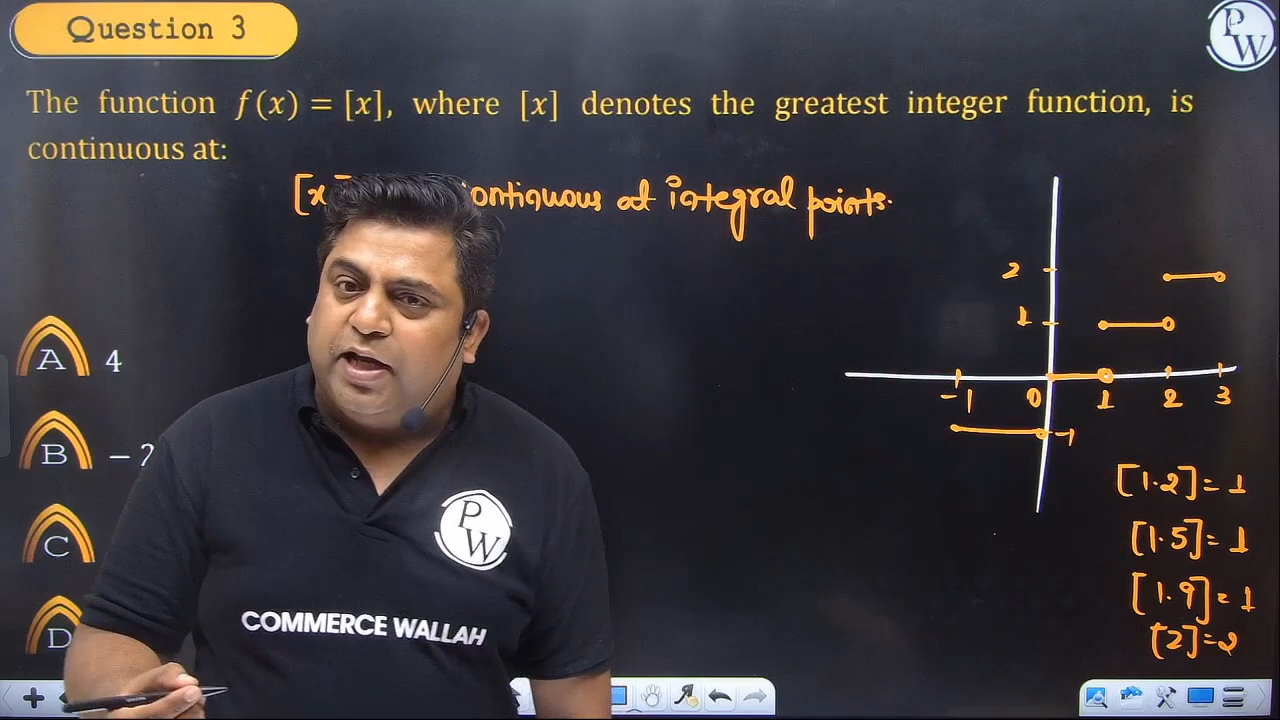 Question 3
PW
The function f(x) = [x], where [x] denotes the greatest integer function, is
continuous at:
[x at integral points.
A 4
B
C
D
2
1
-1 0 1 2 3
-1
[1.2] = 1
[1.5] = 1
[1.9] = 1
[2] = 2
PW
COMMERCE WALLAH